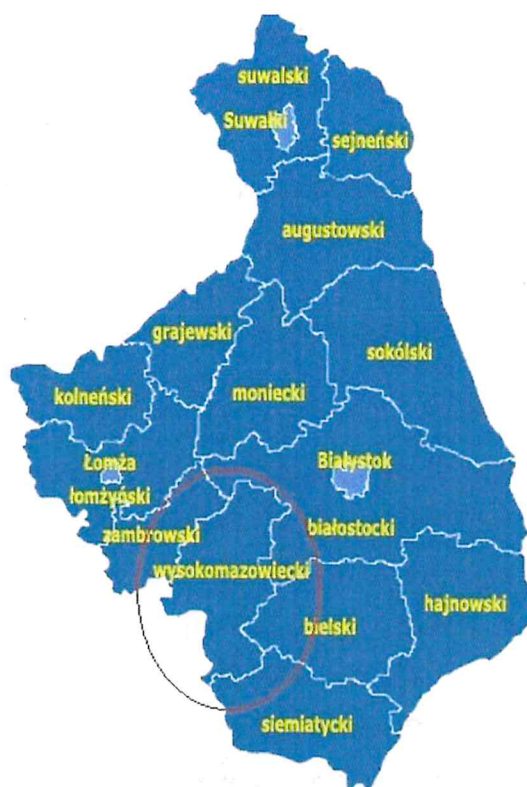 suwalski
Suwałki
sejneński
augustowski
grajewski
sokólski
kolneński
moniecki
Łomża
Białystok
łomżyński
zambrowski
białostocki
wysokomazowiecki
hajnowski
bielski
siemiatycki